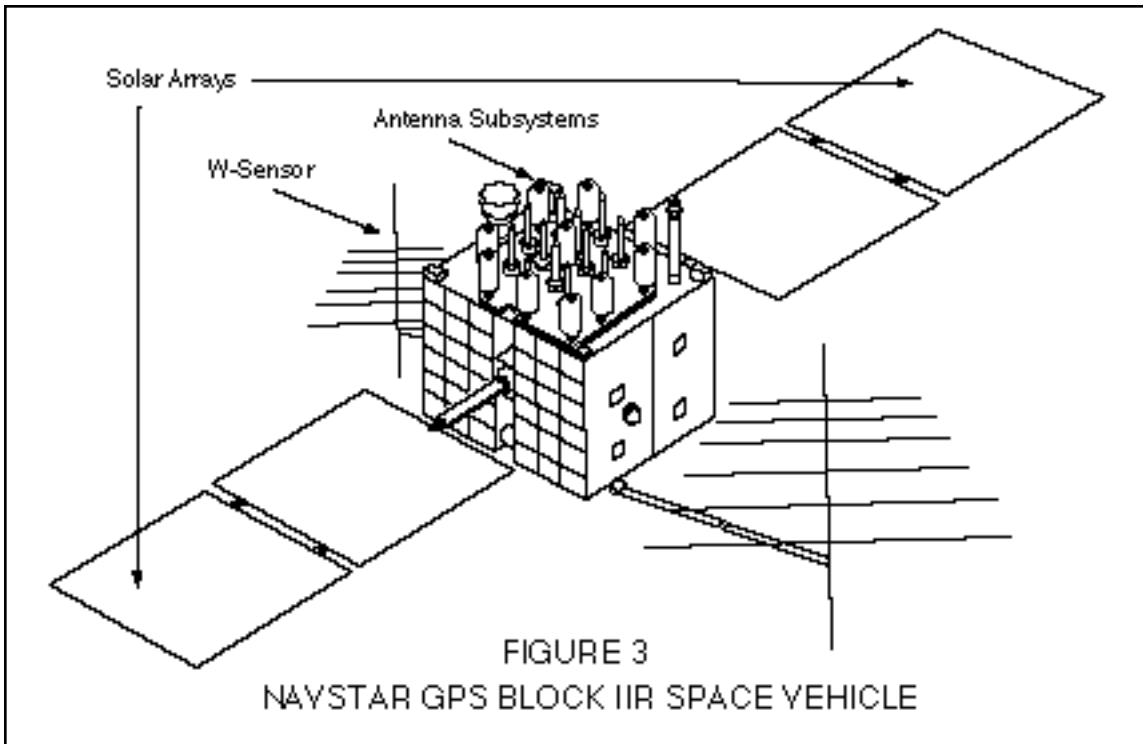 Solar Arrays
Antenna Subsystems
W-Sensor
FIGURE 3
NAVSTAR GPS BLOCK IIR SPACE VEHICLE